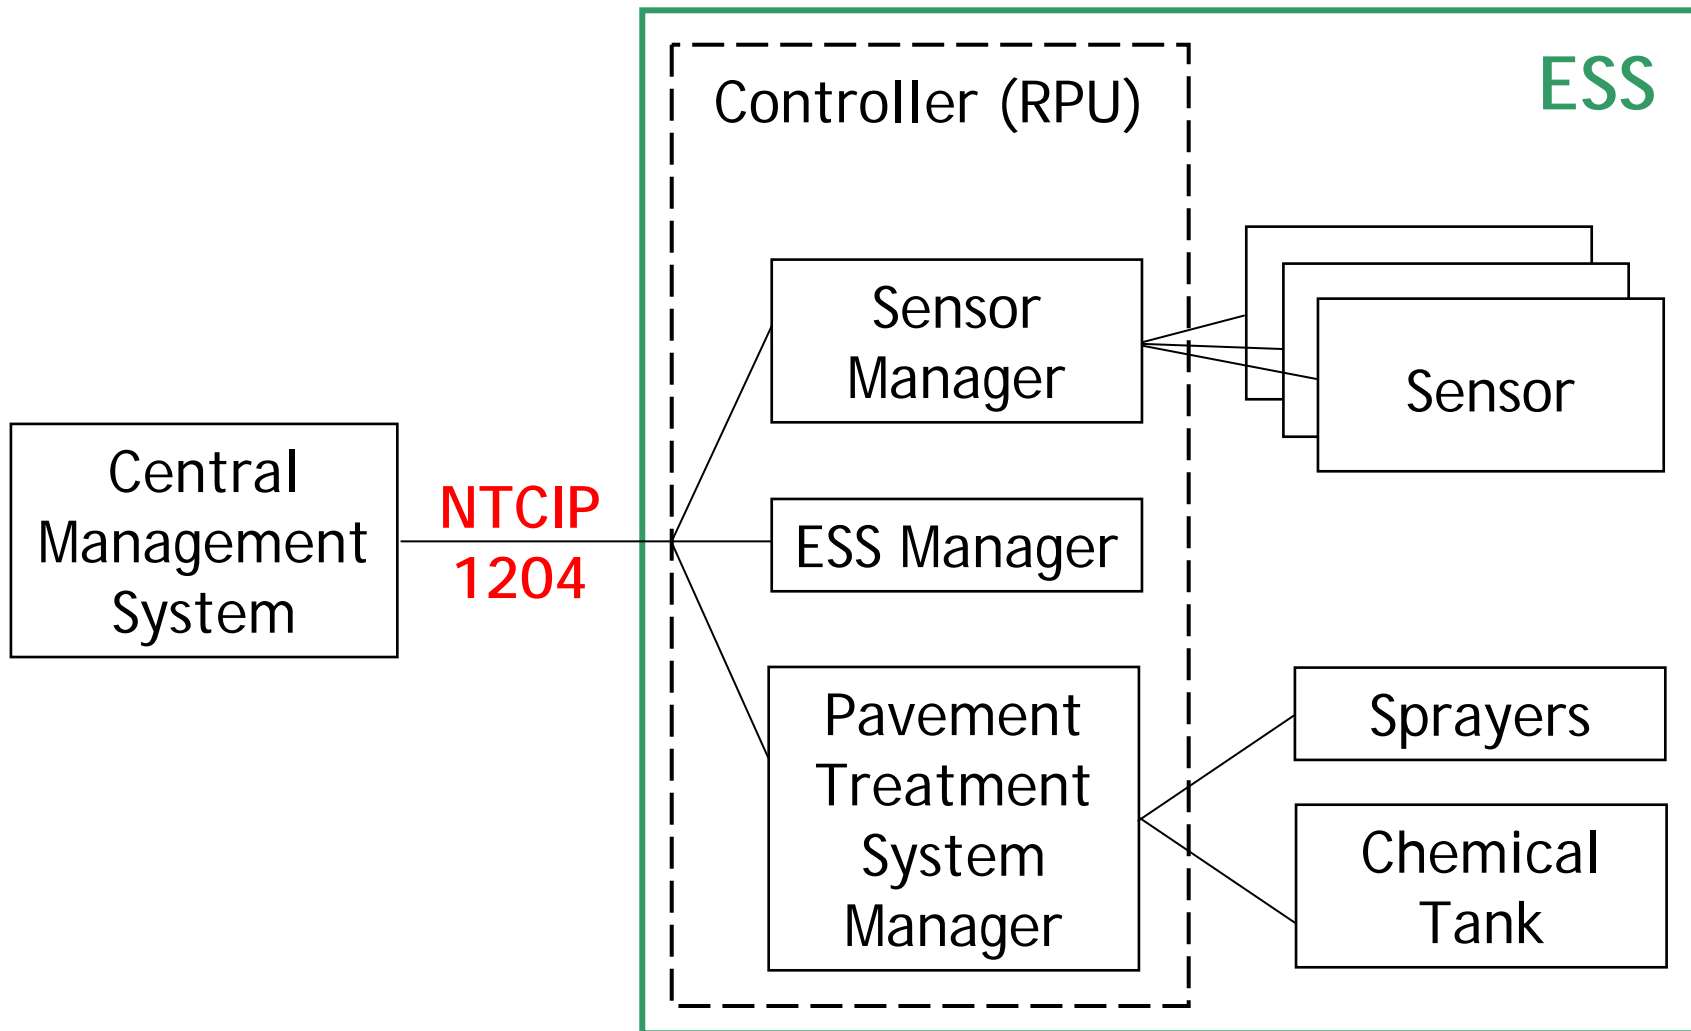 ESS
Controller (RPU)
Sensor
Manager
Sensor
Central
Management
System
NTCIP
1204
ESS Manager
Pavement
Treatment
System
Manager
Sprayers
Chemical
Tank